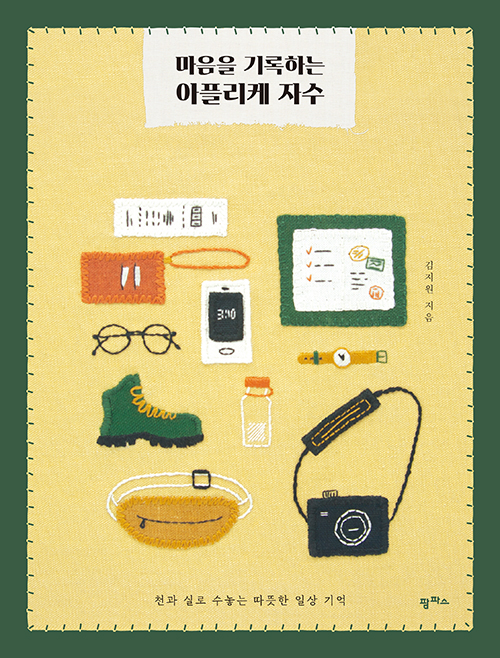 마음을 기록하는
아플리케 자수
김지원 지음
3:10
천과 실로 수놓는 따뜻한 일상 기억
팜파스